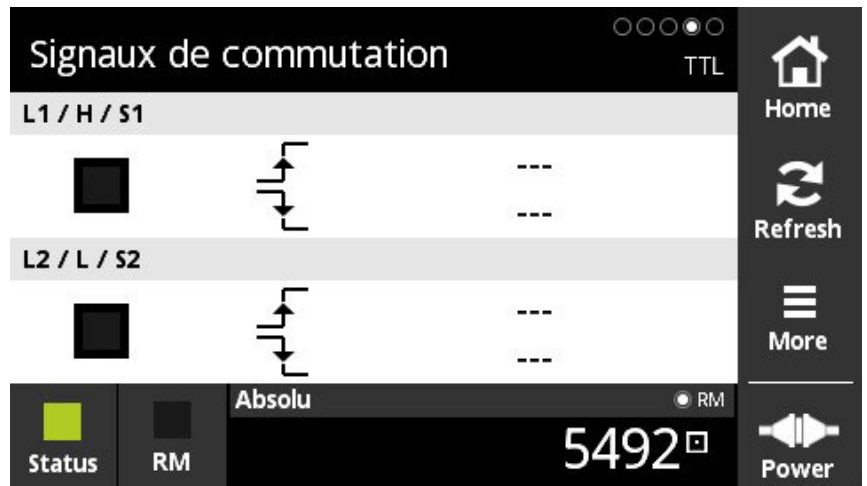 Signaux de commutation
TTL
L1 / H / S1
---
---
L2 / L / S2
---
---
Status
RM
Absolu
RM
5492
Home
Refresh
More
Power